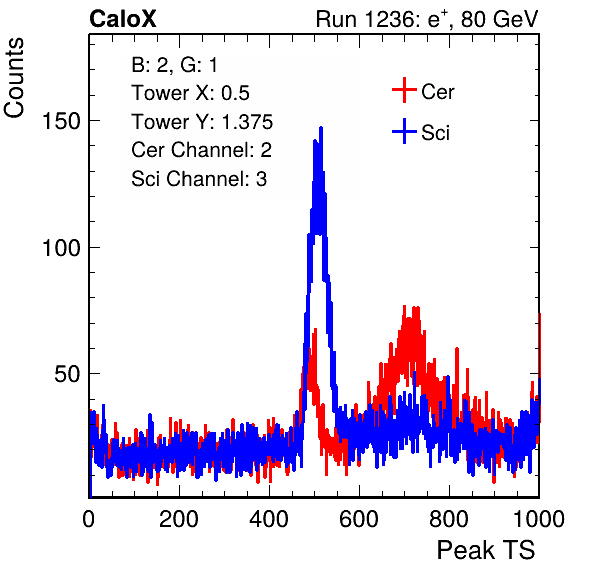 CaloX Run 1236: e⁺, 80 GeV
Counts
B: 2, G: 1
Tower X: 0.5
Tower Y: 1.375
Cer Channel: 2
Sci Channel: 3
Cer
Sci
150
100
50
0 200 400 600 800 1000
Peak TS